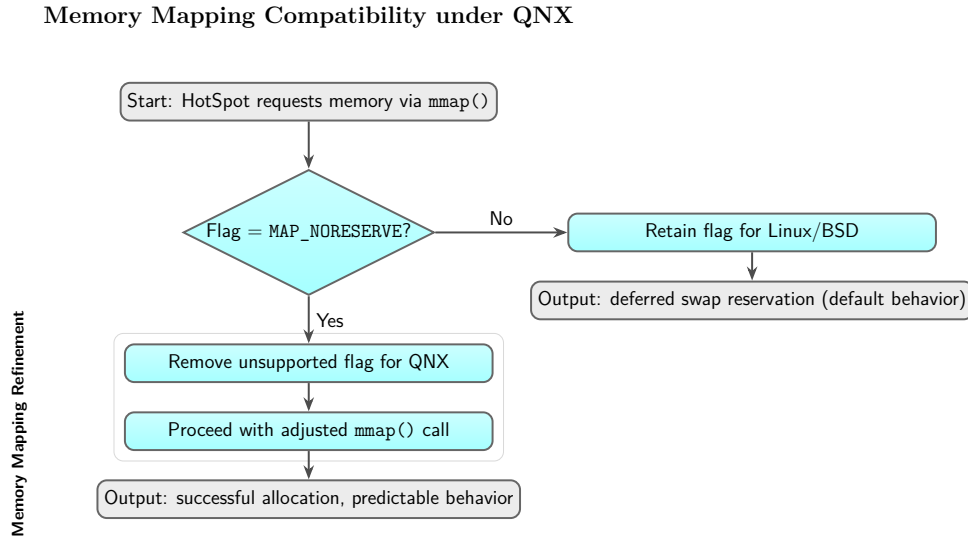 Memory Mapping Compatibility under QNX
Start: HotSpot requests memory via mmap()
Flag = MAP_NORESERVE?
No
Retain flag for Linux/BSD
Output: deferred swap reservation (default behavior)
Yes
Remove unsupported flag for QNX
Proceed with adjusted mmap() call
Output: successful allocation, predictable behavior
Memory Mapping Refinement